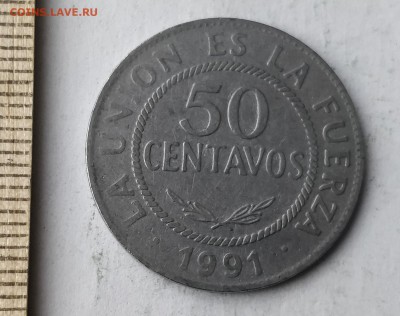 COINS.LAVE.RU
LA UNION ES LA FUERZA
50
CENTAVOS
1991